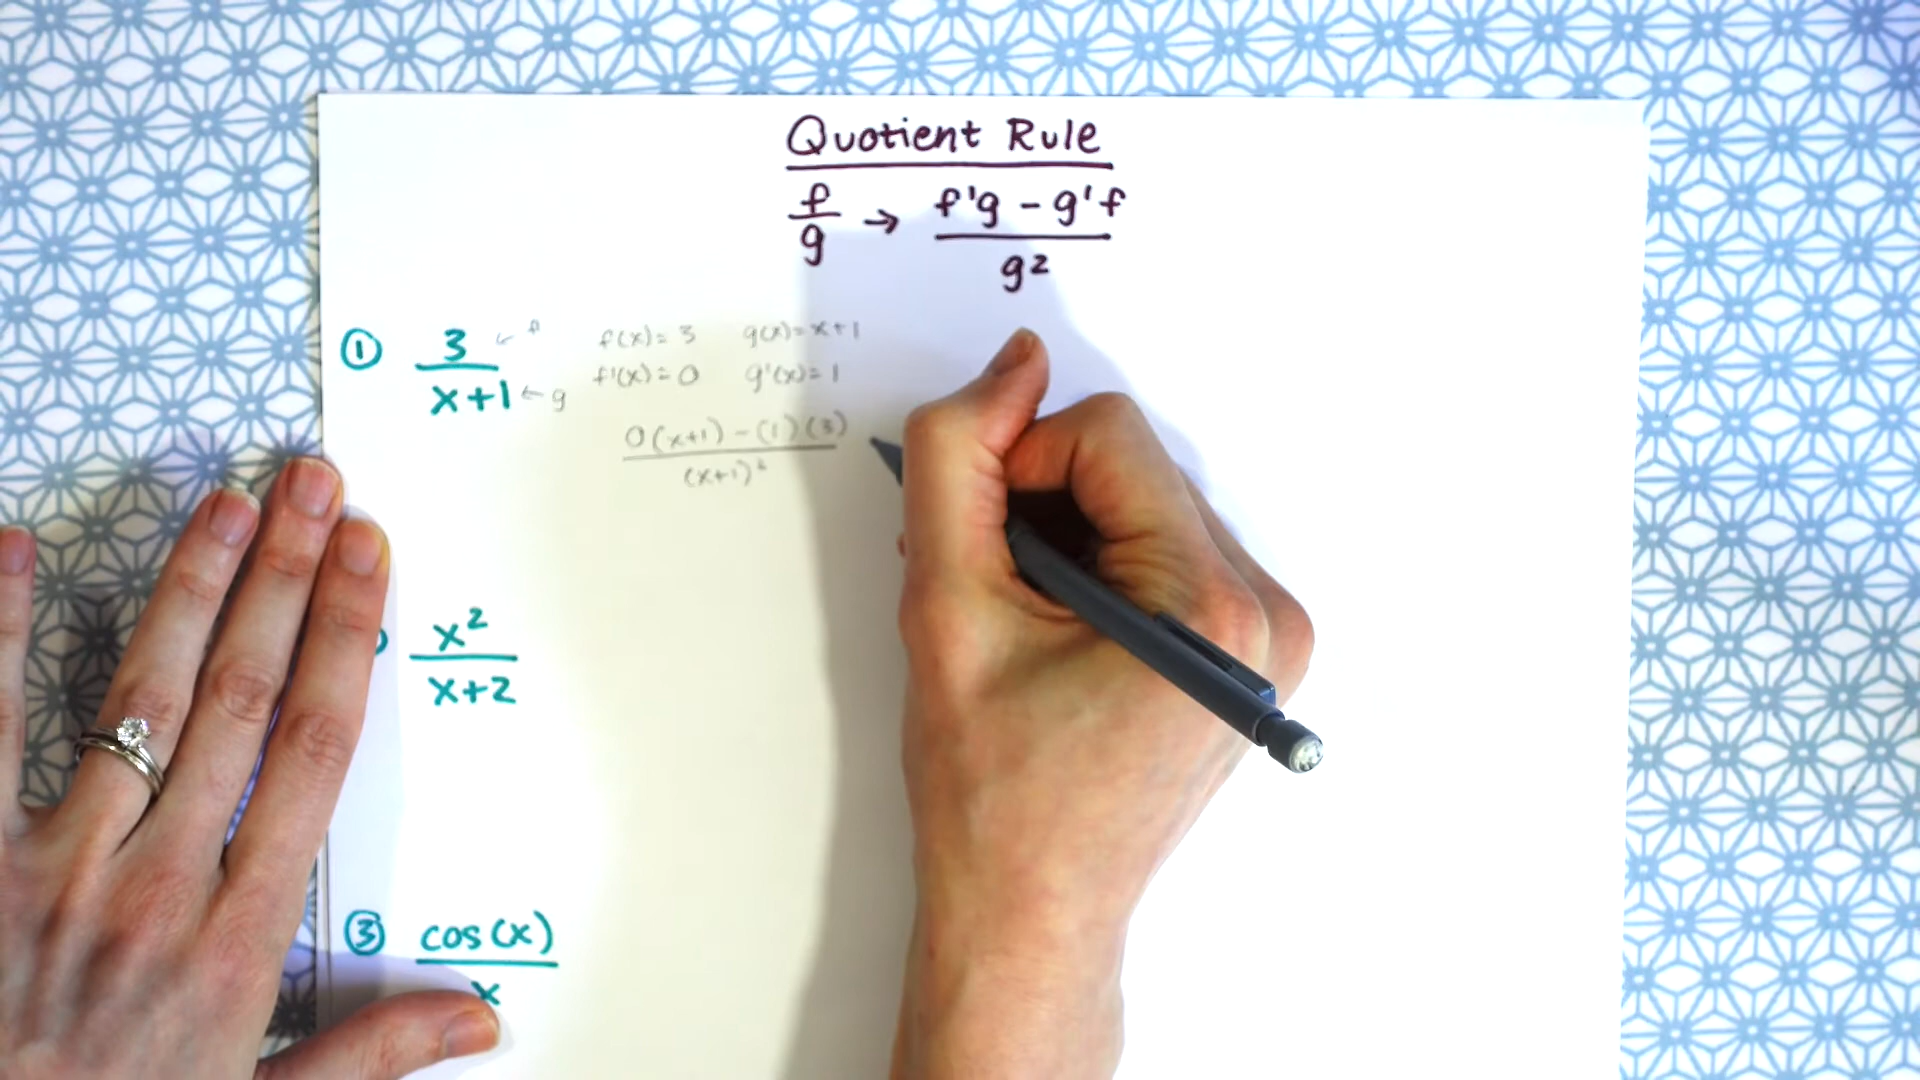 Quotient Rule
f/g → (f'g - g'f)/g²
① 3/(x+1) ← f ← g
f(x)= 3 g(x)= x+1
f'(x)= 0 g'(x)= 1
(0(x+1) - (1)(3))/(x+1)²
x²/(x+2)
③ cos(x)/x